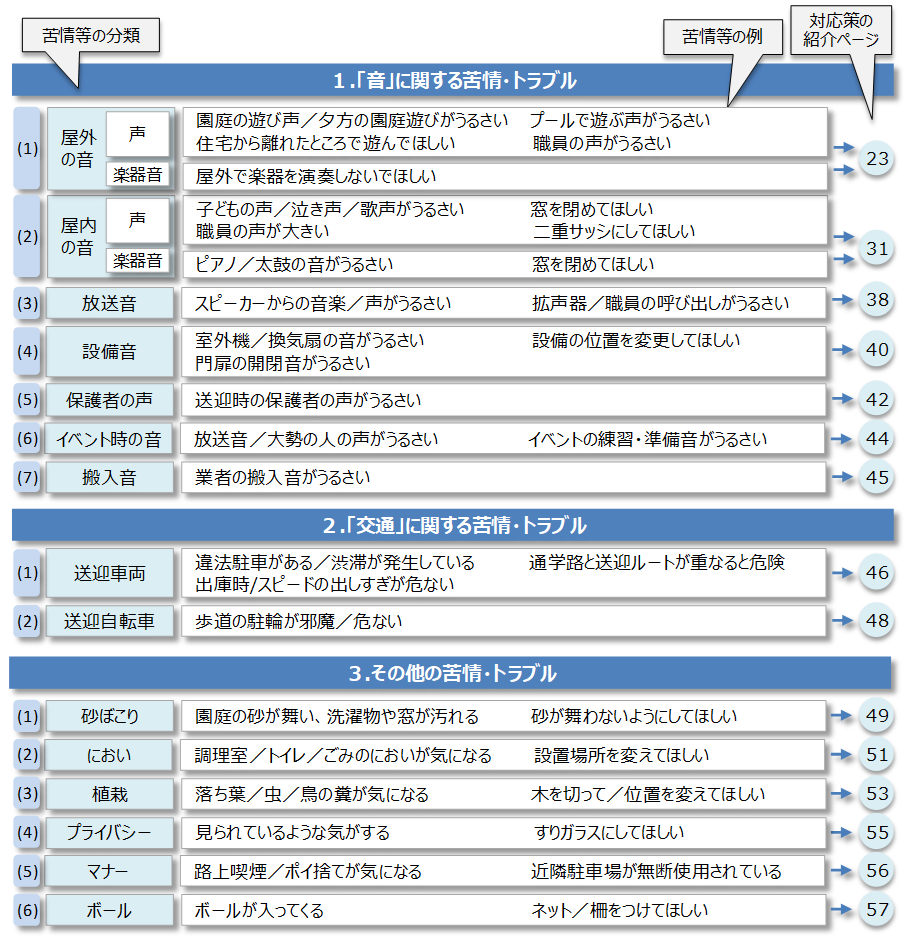 苦情等の分類
苦情等の例
対応策の
紹介ページ
1.「音」に関する苦情・トラブル
(1)
屋外
の音
声
園庭の遊び声／夕方の園庭遊びがうるさい　プールで遊ぶ声がうるさい
住宅から離れたところで遊んでほしい　職員の声がうるさい
楽器音
屋外で楽器を演奏しないでほしい
23
(2)
屋内
の音
声
子どもの声／泣き声／歌声がうるさい　窓を閉めてほしい
職員の声が大きい　二重サッシにしてほしい
楽器音
ピアノ／太鼓の音がうるさい　窓を閉めてほしい
31
(3) 放送音 スピーカーからの音楽／声がうるさい　拡声器／職員の呼び出しがうるさい 38
(4) 設備音
室外機／換気扇の音がうるさい　設備の位置を変更してほしい
門扉の開閉音がうるさい
40
(5) 保護者の声 送迎時の保護者の声がうるさい 42
(6) イベント時の音 放送音／大勢の人の声がうるさい　イベントの練習・準備音がうるさい 44
(7) 搬入音 業者の搬入音がうるさい 45
2.「交通」に関する苦情・トラブル
(1) 送迎車両
違法駐車がある／渋滞が発生している　通学路と送迎ルートが重なると危険
出庫時/スピードの出しすぎが危ない
46
(2) 送迎自転車 歩道の駐輪が邪魔／危ない 48
3.その他の苦情・トラブル
(1) 砂ぼこり 園庭の砂が舞い、洗濯物や窓が汚れる　砂が舞わないようにしてほしい 49
(2) におい 調理室／トイレ／ごみのにおいが気になる　設置場所を変えてほしい 51
(3) 植栽 落ち葉／虫／鳥の糞が気になる　木を切って／位置を変えてほしい 53
(4) プライバシー 見られているような気がする　すりガラスにしてほしい 55
(5) マナー 路上喫煙／ポイ捨てが気になる　近隣駐車場が無断使用されている 56
(6) ボール ボールが入ってくる　ネット／柵をつけてほしい 57